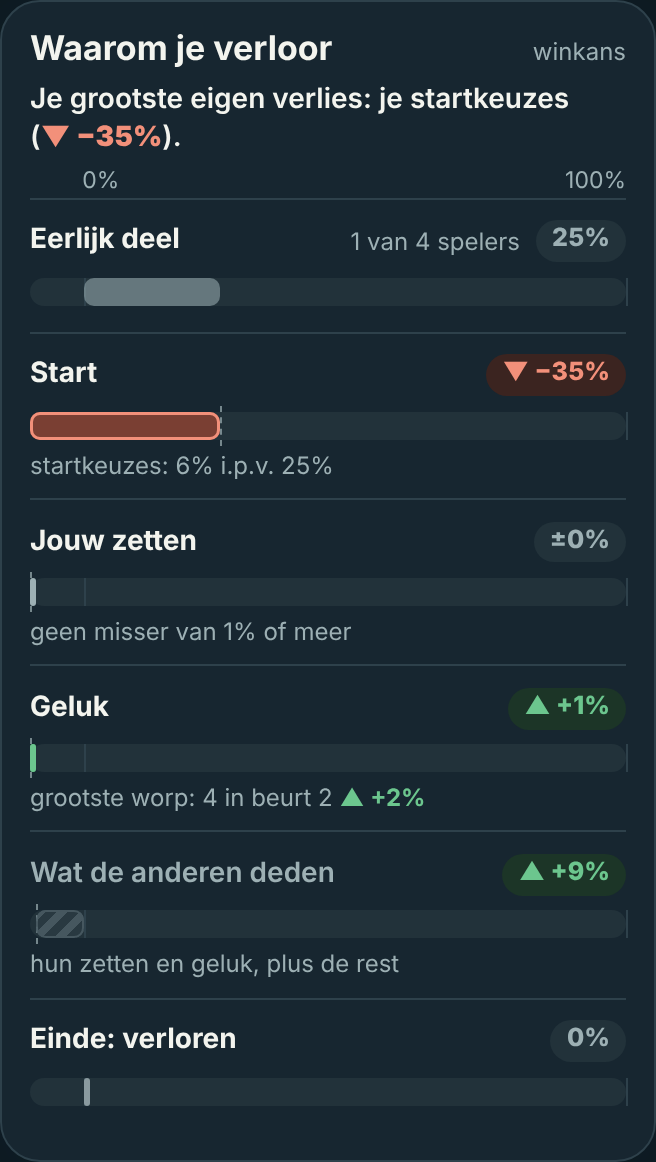 Waarom je verloor
winkans
Je grootste eigen verlies: je startkeuzes
(▼ −35%).
0%
100%
Eerlijk deel
1 van 4 spelers
25%
Start
▼ −35%
startkeuzes: 6% i.p.v. 25%
Jouw zetten
±0%
geen misser van 1% of meer
Geluk
▲ +1%
grootste worp: 4 in beurt 2 ▲ +2%
Wat de anderen deden
▲ +9%
hun zetten en geluk, plus de rest
Einde: verloren
0%